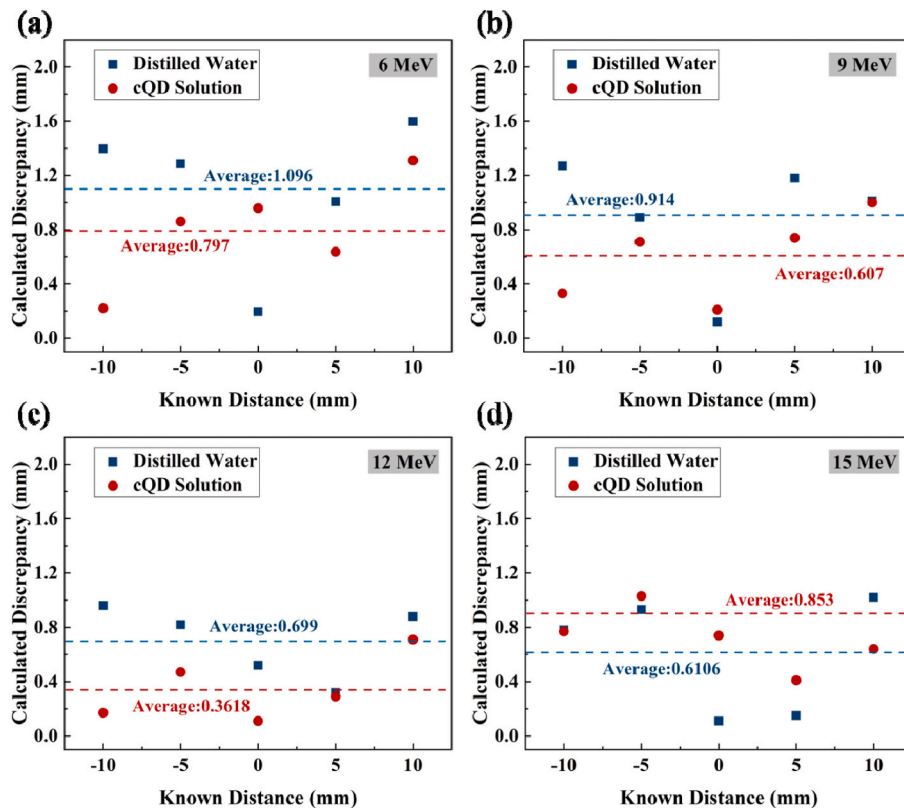 (a)
Calculated Discrepancy (mm)
2.0
1.6
1.2
0.8
0.4
0.0
Distilled Water
cQD Solution
6 MeV
Average:1.096
Average:0.797
-10
-5
0
5
10
Known Distance (mm)
(b)
Calculated Discrepancy (mm)
2.0
1.6
1.2
0.8
0.4
0.0
Distilled Water
cQD Solution
9 MeV
Average:0.914
Average:0.607
-10
-5
0
5
10
Known Distance (mm)
(c)
Calculated Discrepancy (mm)
2.0
1.6
1.2
0.8
0.4
0.0
Distilled Water
cQD Solution
12 MeV
Average:0.699
Average:0.3618
-10
-5
0
5
10
Known Distance (mm)
(d)
Calculated Discrepancy (mm)
2.0
1.6
1.2
0.8
0.4
0.0
Distilled Water
cQD Solution
15 MeV
Average:0.853
Average:0.6106
-10
-5
0
5
10
Known Distance (mm)